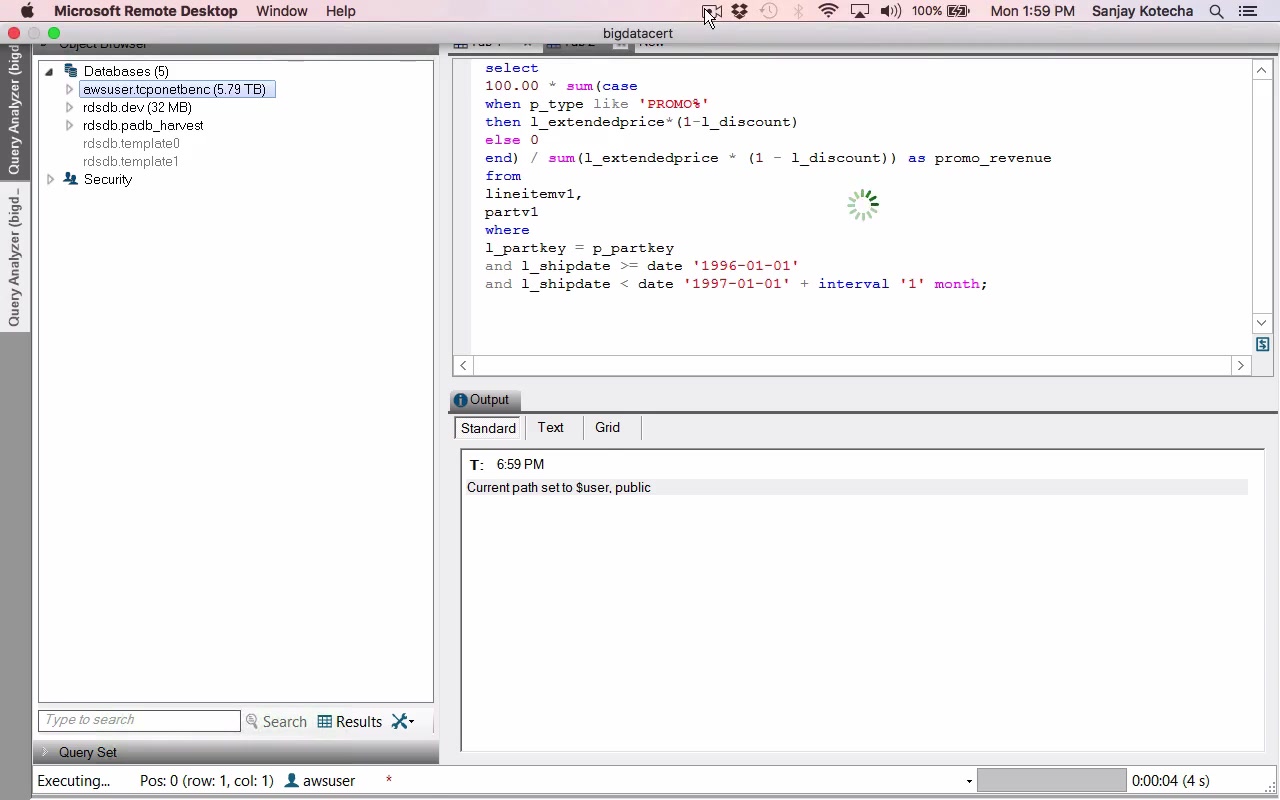 Microsoft Remote Desktop Window Help 100% Mon 1:59 PM Sanjay Kotecha
bigdatacert
Object Browser
Tab 1 Tab 2 New
Query Analyzer (bigd
Query Analyzer (bigd...
Databases (5)
awsuser.tcponetbenc (5.79 TB)
rdsdb.dev (32 MB)
rdsdb.padb_harvest
rdsdb.template0
rdsdb.template1
Security
select
100.00 * sum(case
when p_type like 'PROMO%'
then l_extendedprice*(1-l_discount)
else 0
end) / sum(l_extendedprice * (1 - l_discount)) as promo_revenue
from
lineitemv1,
partv1
where
l_partkey = p_partkey
and l_shipdate >= date '1996-01-01'
and l_shipdate < date '1997-01-01' + interval '1' month;
Output
Standard Text Grid
T: 6:59 PM
Current path set to $user, public
Type to search Search Results
Query Set
Executing... Pos: 0 (row: 1, col: 1) awsuser * 0:00:04 (4 s)